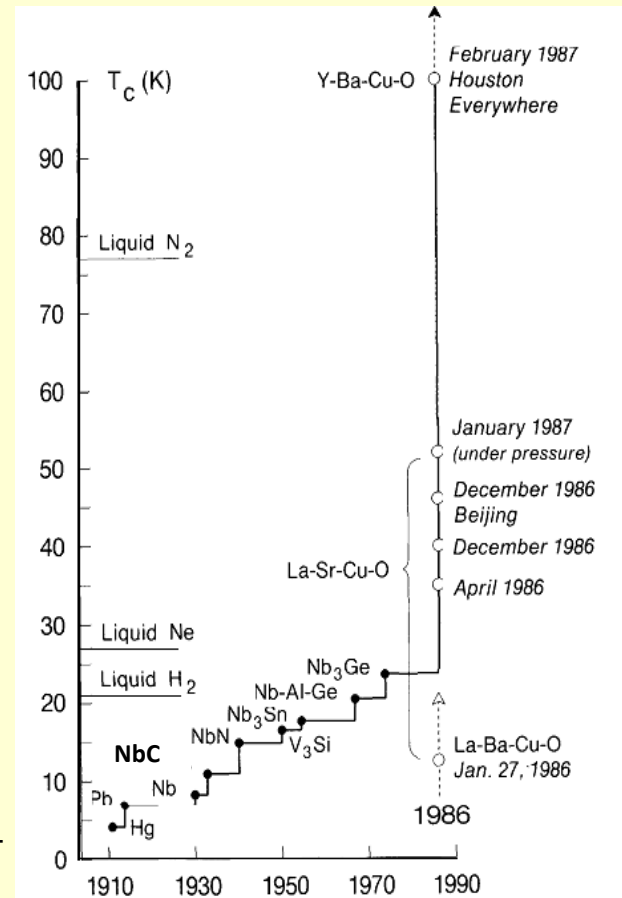 T_c (K)
100
90
80
70
60
50
40
30
20
10
0
1910
1930
1950
1970
1990
Liquid N2
Liquid Ne
Liquid H2
Pb
Hg
Nb
NbC
NbN
Nb3Sn
V3Si
Nb-Al-Ge
Nb3Ge
Y-Ba-Cu-O
February 1987
Houston
Everywhere
January 1987
(under pressure)
December 1986
Beijing
December 1986
La-Sr-Cu-O
April 1986
La-Ba-Cu-O
Jan. 27, 1986
1986